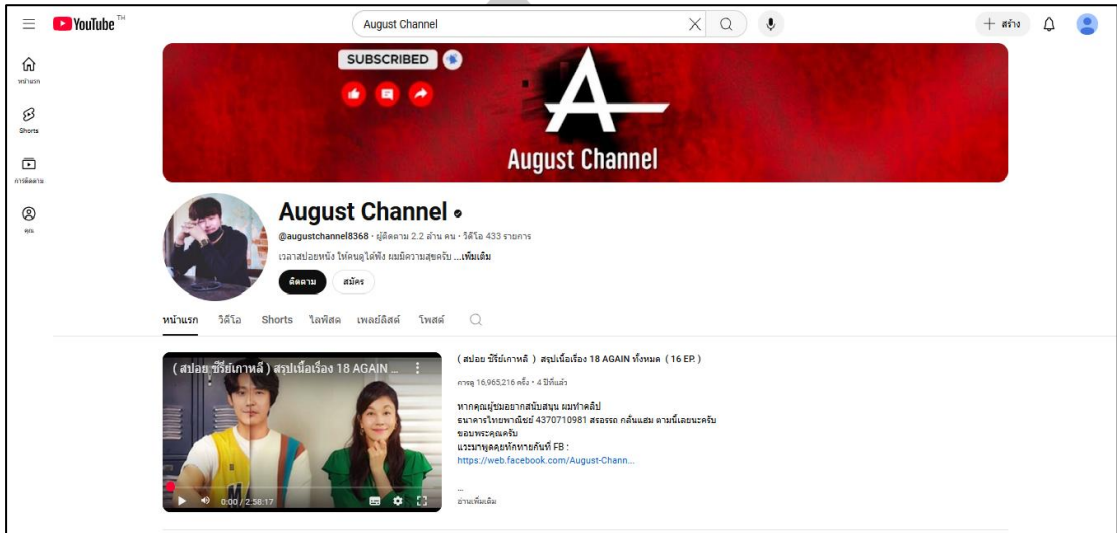 YouTube TH
August Channel
สร้าง
หน้าแรก
Shorts
การติดตาม
คุณ
SUBSCRIBED
A
August Channel
August Channel
@augustchannel8368 • ผู้ติดตาม 2.2 ล้าน คน • วิดีโอ 433 รายการ
เวลาสปอยหนัง ให้คนดูได้ฟัง ผมมีความสุขครับ ...เพิ่มเติม
ติดตาม
สมัคร
หน้าแรก วิดีโอ Shorts ไลฟ์สด เพลย์ลิสต์ โพสต์
( สปอย ซีรี่ย์เกาหลี ) สรุปเนื้อเรื่อง 18 AGAIN ...
0:00 / 2:58:17
( สปอย ซีรี่ย์เกาหลี ) สรุปเนื้อเรื่อง 18 AGAIN ทั้งหมด ( 16 EP. )
การดู 16,965,216 ครั้ง • 4 ปีที่แล้ว
หากคุณผู้ชมอยากสนับสนุน ผมทำคลิป
ธนาคารไทยพาณิชย์ 4370710981 สรอรรถ กลั่นแสม ตามนี้เลยนะครับ
ขอบพระคุณครับ
แวะมาพูดคุยทักทายกันที่ FB :
https://web.facebook.com/August-Chann...
...
อ่านเพิ่มเติม